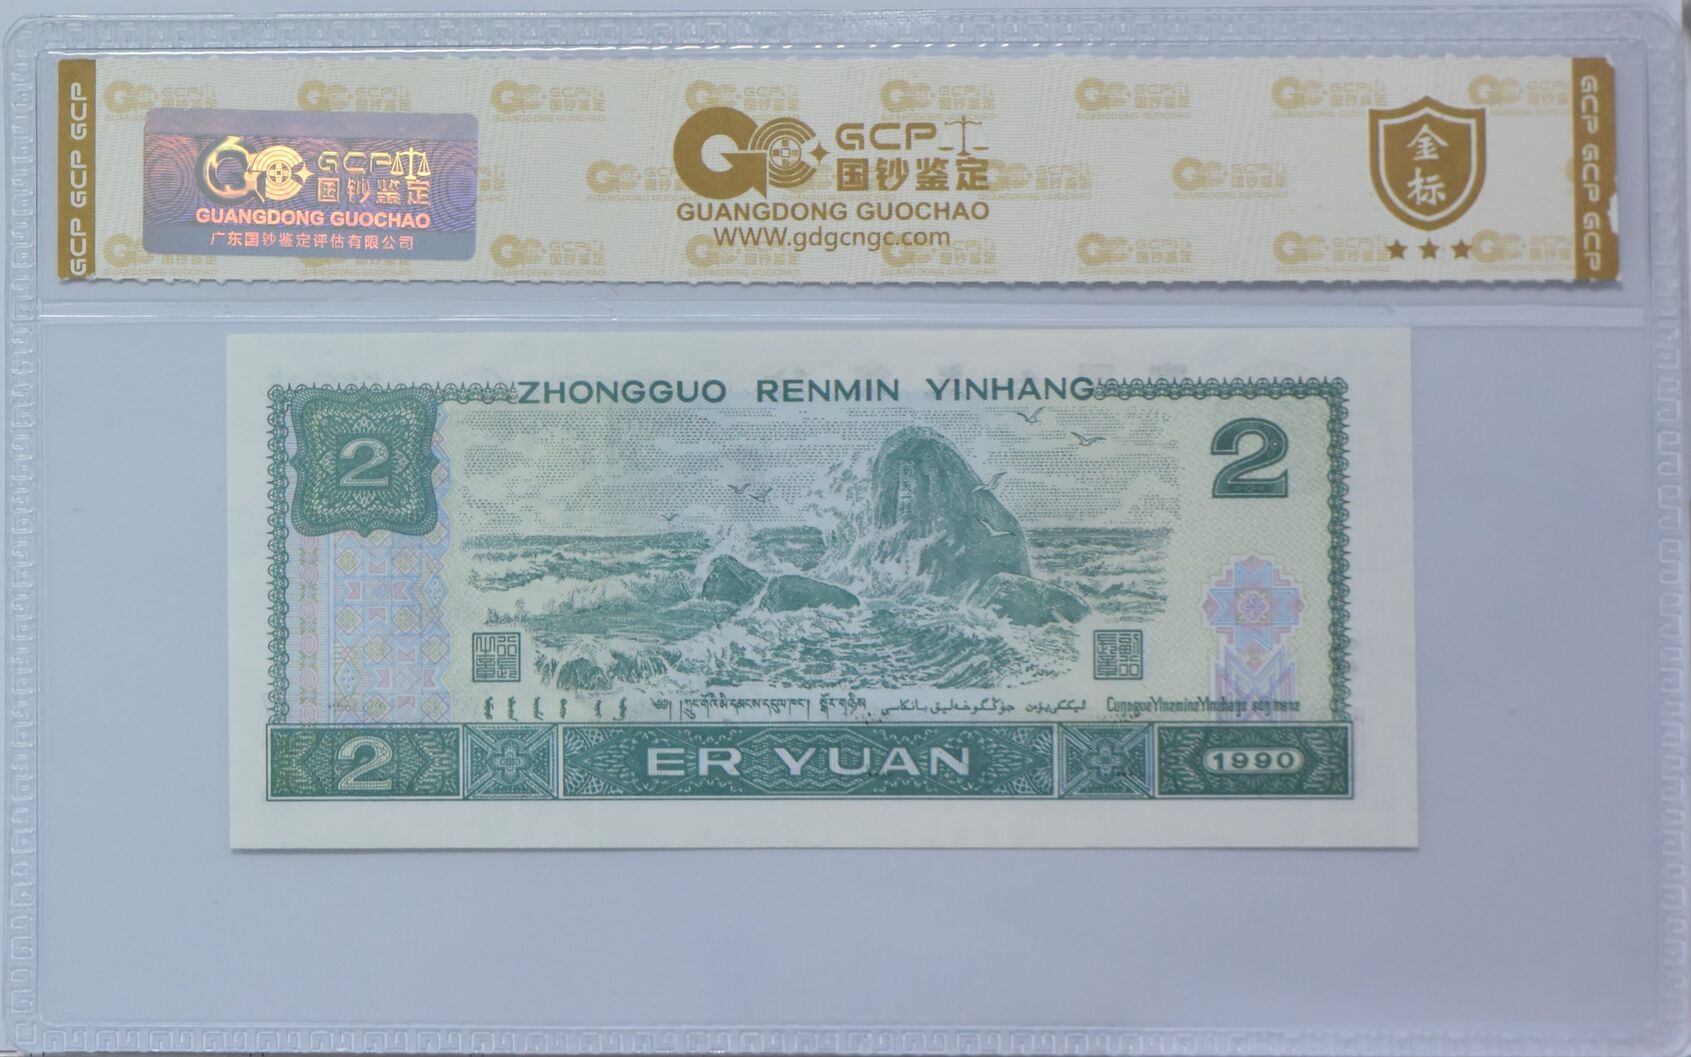 GCP GCP GCP
GCP
国钞鉴定
GUANGDONG GUOCHAO
广东国钞鉴定评估有限公司
GCP
国钞鉴定
GUANGDONG GUOCHAO
WWW.gdgcngc.com
金标
GCP GCP GCP
ZHONGGUO RENMIN YINHANG
2
2
2
ER YUAN
1990